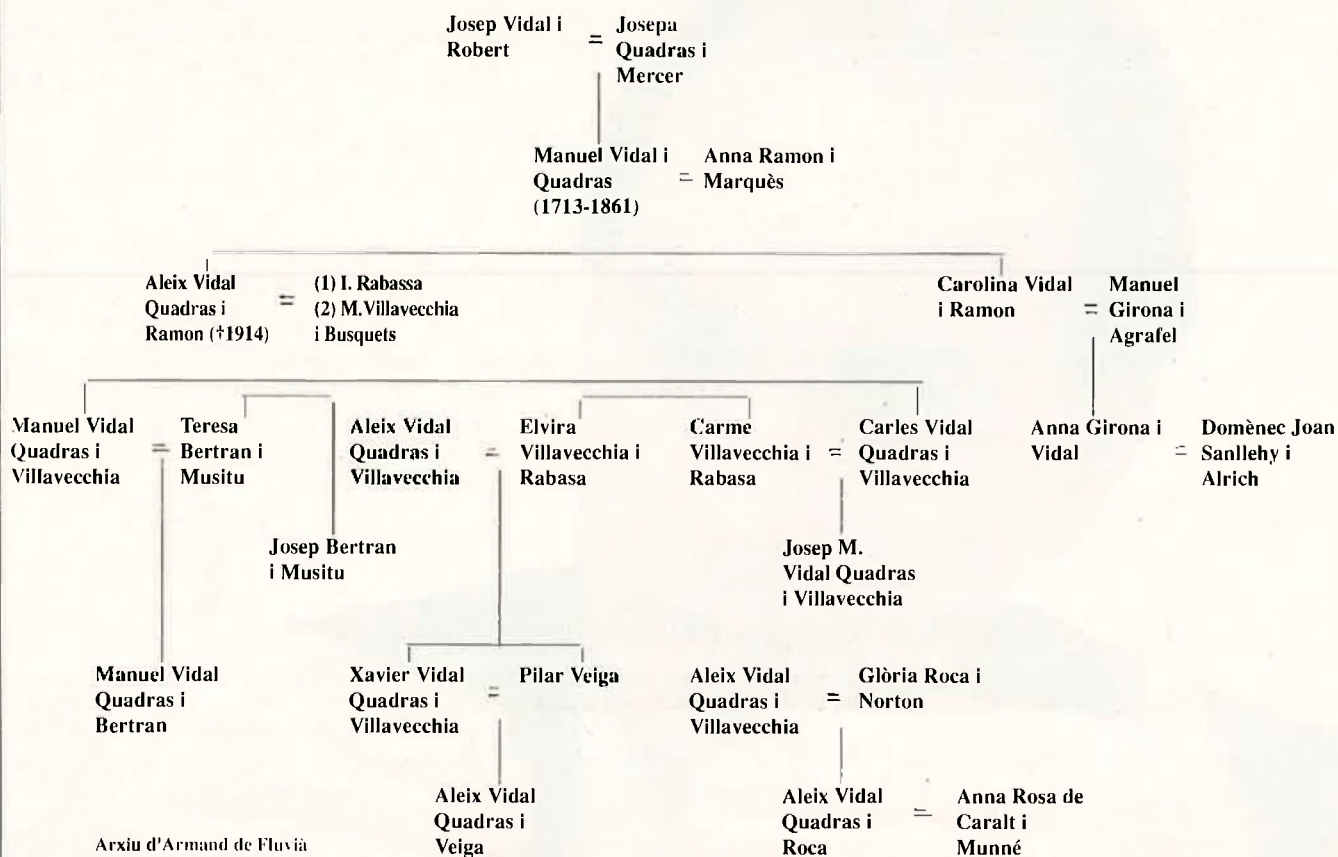 Josep Vidal i
Robert
=
Josepa
Quadras i
Mercer
Manuel Vidal i
Quadras
(1713-1861)
=
Anna Ramon i
Marquès
Aleix Vidal
Quadras i
Ramon (†1914)
=
(1) I. Rabassa
(2) M. Villavecchia
i Busquets
Carolina Vidal
i Ramon
=
Manuel
Girona i
Agrafel
Manuel Vidal
Quadras i
Villavecchia
=
Teresa
Bertran i
Musitu
Aleix Vidal
Quadras i
Villavecchia
=
Elvira
Villavecchia i
Rabasa
Carme
Villavecchia i
Rabasa
=
Carles Vidal
Quadras i
Villavecchia
Anna Girona i
Vidal
=
Domènec Joan
Sanllehy i
Alrich
Josep Bertran
i Musitu
Josep M.
Vidal Quadras
i Villavecchia
Manuel Vidal
Quadras i
Bertran
Xavier Vidal
Quadras i
Villavecchia
=
Pilar Veiga
Aleix Vidal
Quadras i
Villavecchia
=
Glòria Roca i
Norton
Aleix Vidal
Quadras i
Veiga
Aleix Vidal
Quadras i
Roca
=
Anna Rosa de
Caralt i
Munné
Arxiu d'Armand de Fluvià